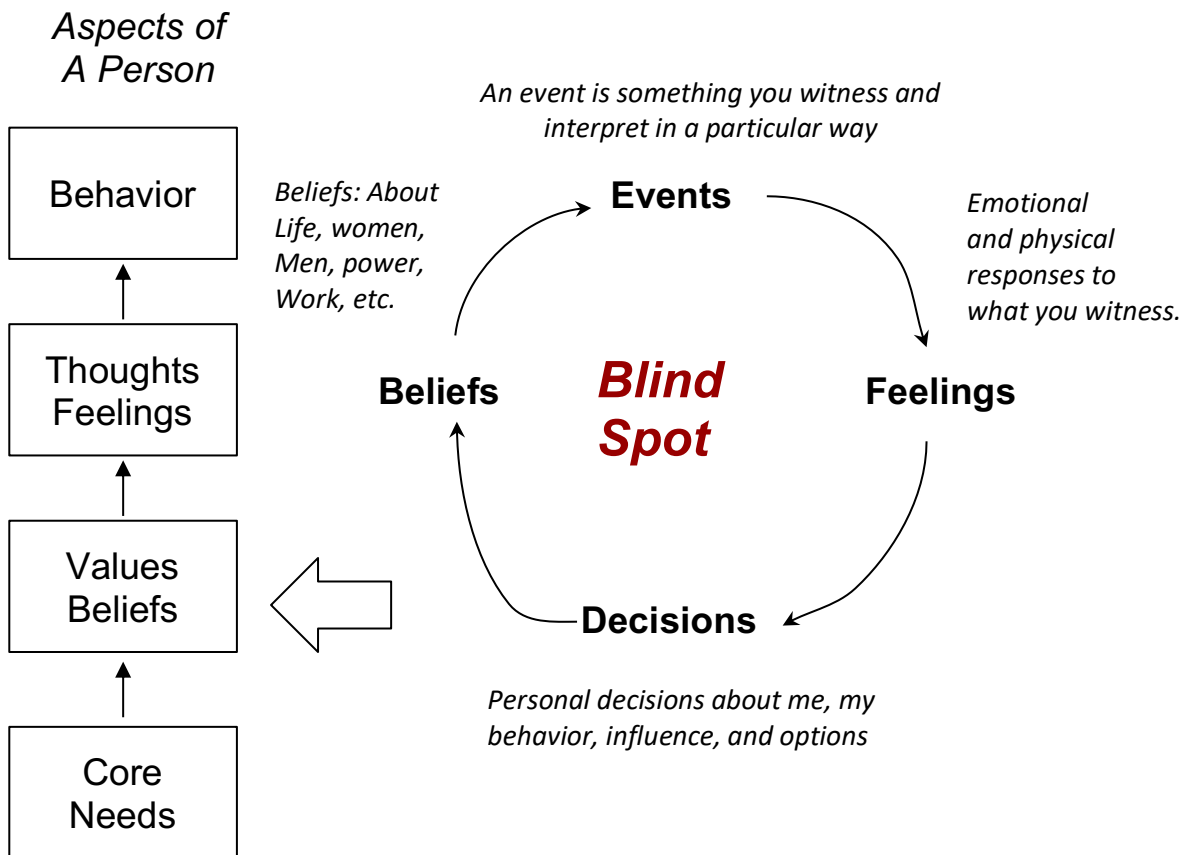 Aspects of
A Person
Behavior
Thoughts
Feelings
Values
Beliefs
Core
Needs
An event is something you witness and
interpret in a particular way
Beliefs: About
Life, women,
Men, power,
Work, etc.
Events
Emotional
and physical
responses to
what you witness.
Beliefs
Blind
Spot
Feelings
Decisions
Personal decisions about me, my
behavior, influence, and options